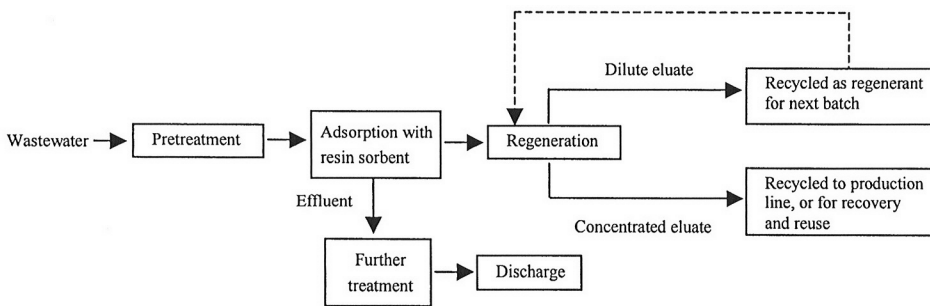 Wastewater
Pretreatment
Adsorption with
resin sorbent
Effluent
Further
treatment
Discharge
Regeneration
Dilute eluate
Recycled as regenerant
for next batch
Concentrated eluate
Recycled to production
line, or for recovery
and reuse